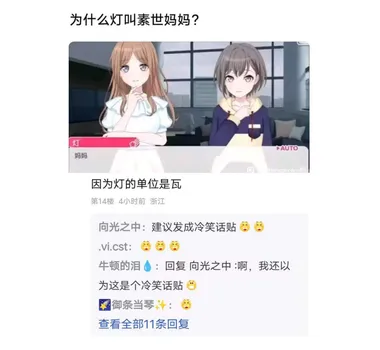 为什么灯叫素世妈妈?
灯
妈妈
▸AUTO
因为灯的单位是瓦
第14楼 4小时前 浙江
向光之中：建议发成冷笑话贴😲😲
.vi.cst：😲😲😲
牛顿的泪💧：回复 向光之中 :啊，我还以
为这是个冷笑话贴😬
🌠御条当琴✨：😲
查看全部11条回复